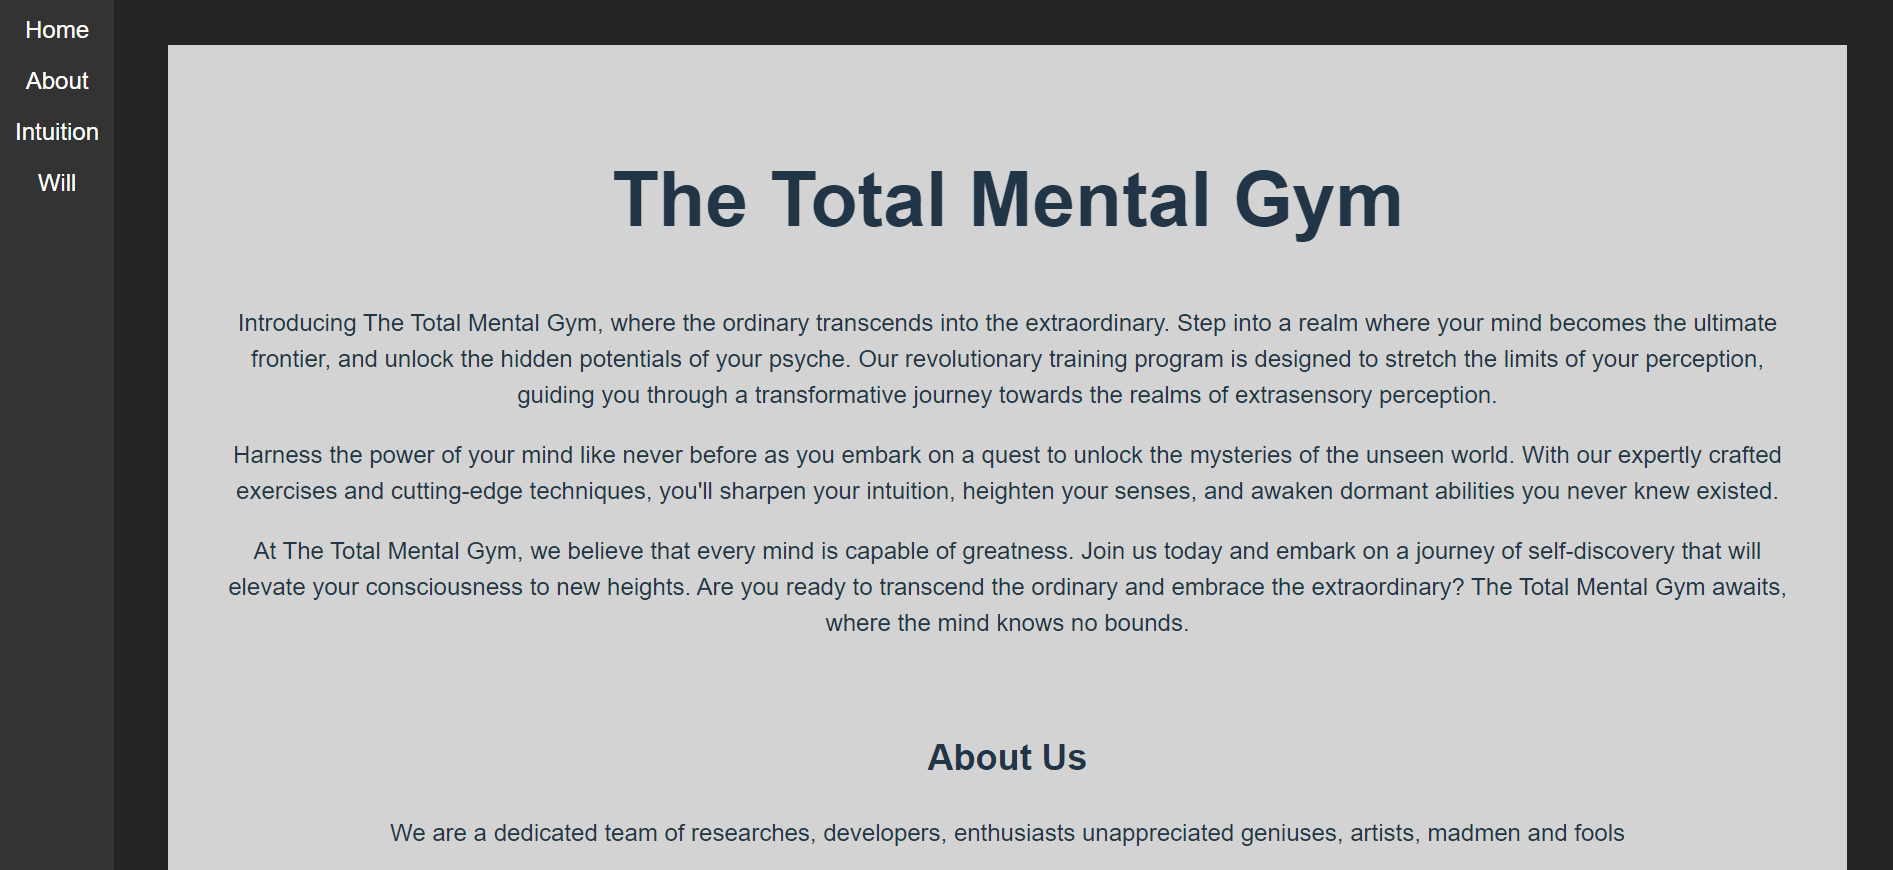 Home
About
Intuition
Will
The Total Mental Gym
Introducing The Total Mental Gym, where the ordinary transcends into the extraordinary. Step into a realm where your mind becomes the ultimate
frontier, and unlock the hidden potentials of your psyche. Our revolutionary training program is designed to stretch the limits of your perception,
guiding you through a transformative journey towards the realms of extrasensory perception.
Harness the power of your mind like never before as you embark on a quest to unlock the mysteries of the unseen world. With our expertly crafted
exercises and cutting-edge techniques, you'll sharpen your intuition, heighten your senses, and awaken dormant abilities you never knew existed.
At The Total Mental Gym, we believe that every mind is capable of greatness. Join us today and embark on a journey of self-discovery that will
elevate your consciousness to new heights. Are you ready to transcend the ordinary and embrace the extraordinary? The Total Mental Gym awaits,
where the mind knows no bounds.
About Us
We are a dedicated team of researches, developers, enthusiasts unappreciated geniuses, artists, madmen and fools